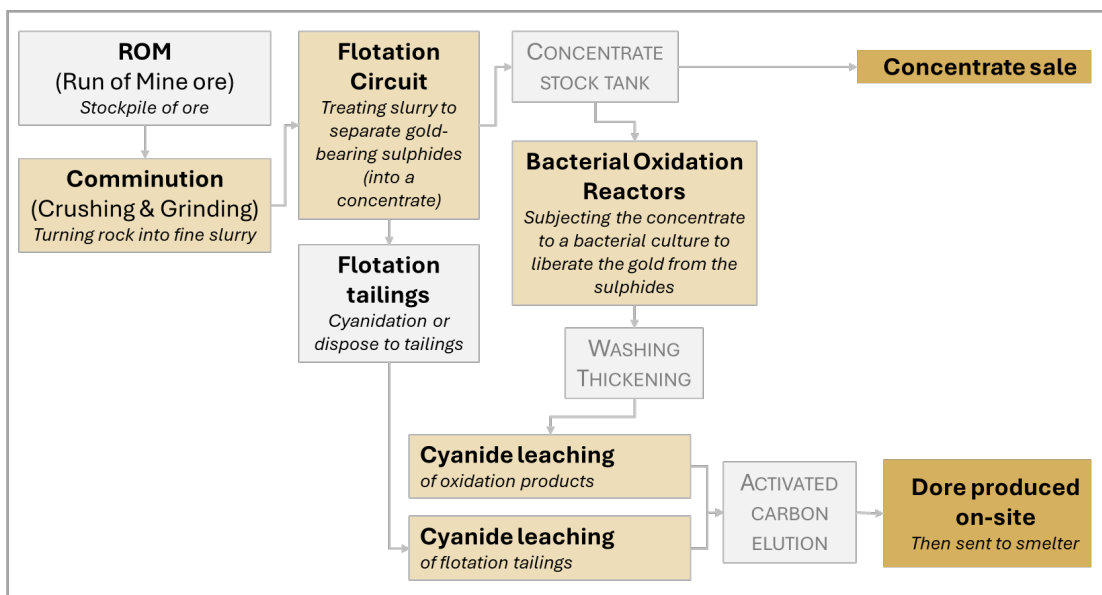 ROM
(Run of Mine ore)
Stockpile of ore
Comminution
(Crushing & Grinding)
Turning rock into fine slurry
Flotation
Circuit
Treating slurry to
separate gold-
bearing sulphides
(into a
concentrate)
Flotation
tailings
Cyanidation or
dispose to tailings
CONCENTRATE
STOCK TANK
Concentrate sale
Bacterial Oxidation
Reactors
Subjecting the concentrate
to a bacterial culture to
liberate the gold from the
sulphides
WASHING
THICKENING
Cyanide leaching
of oxidation products
Cyanide leaching
of flotation tailings
ACTIVATED
CARBON
ELUTION
Dore produced
on-site
Then sent to smelter